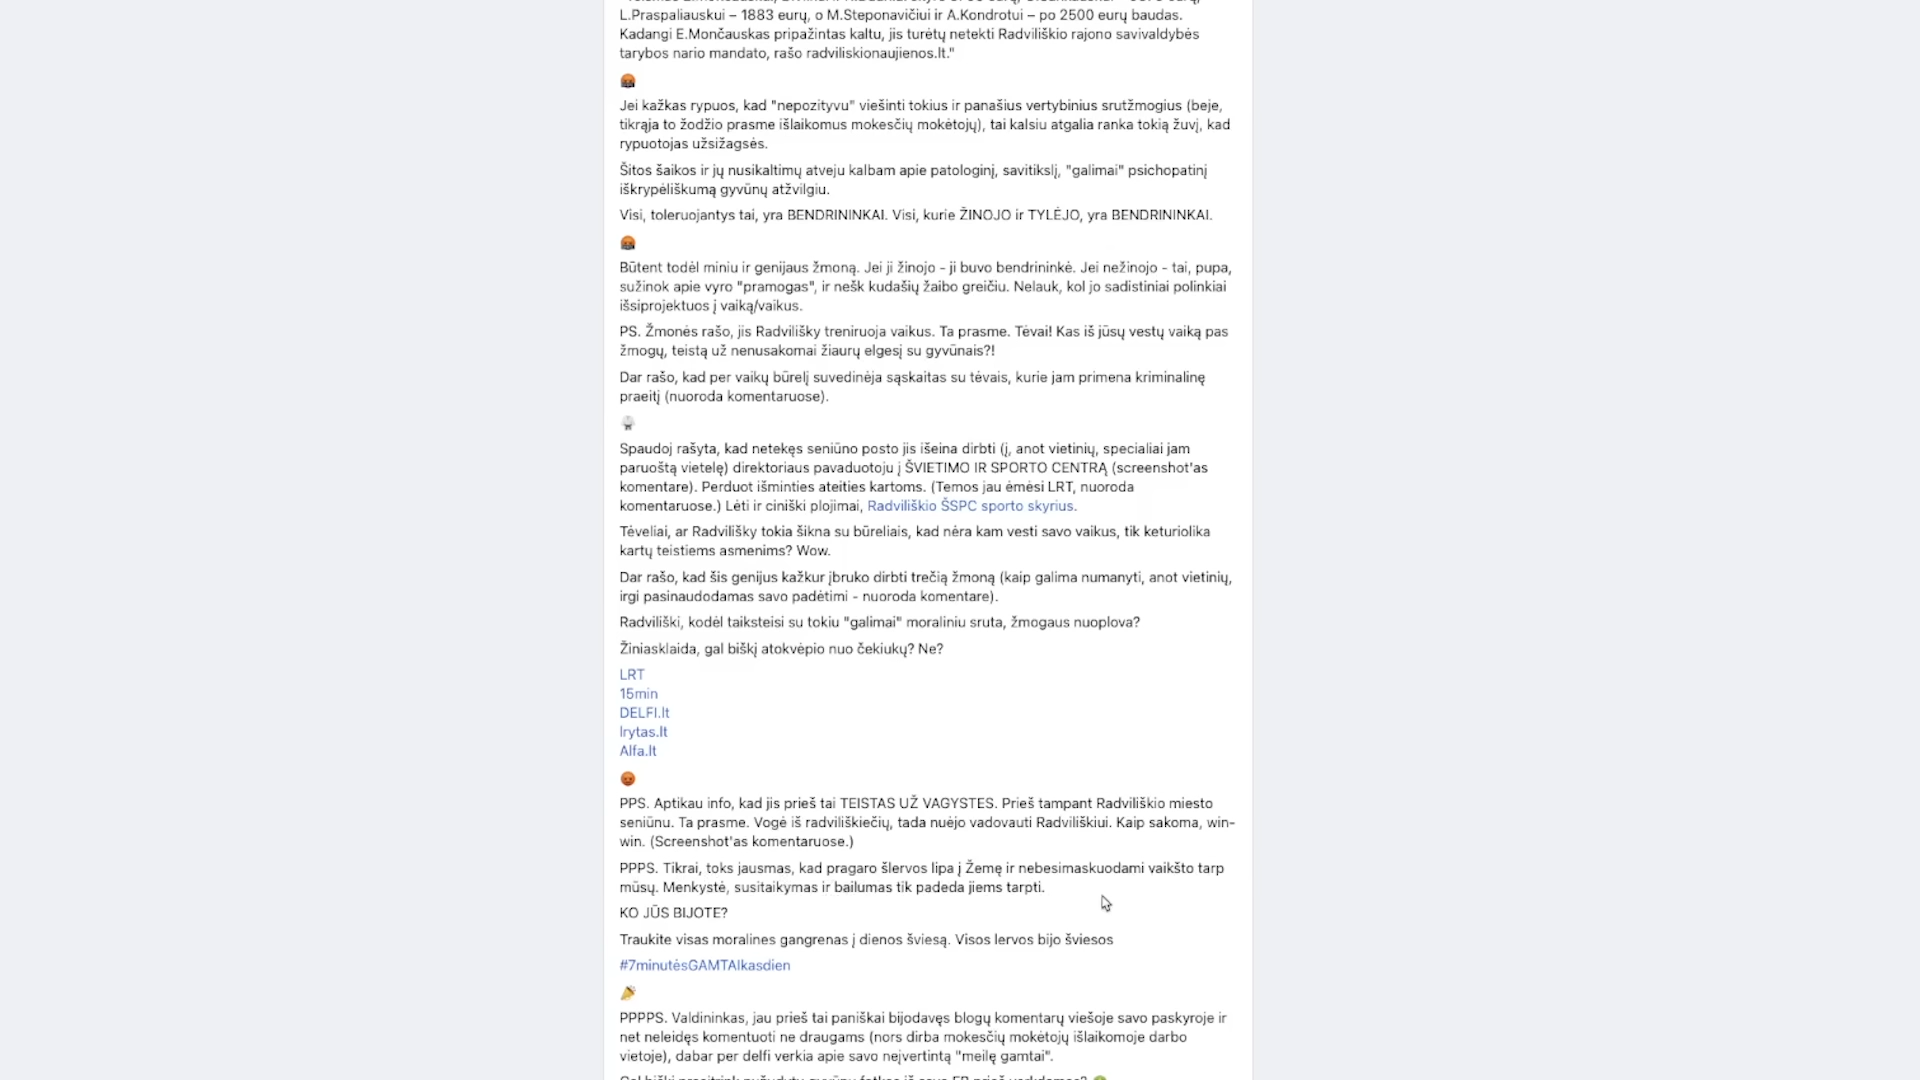 L.Praspaliauskui – 1883 eurų, o M.Steponavičiui ir A.Kondrotui – po 2500 eurų baudas.
Kadangi E.Mončauskas pripažintas kaltu, jis turėtų netekti Radviliškio rajono savivaldybės
tarybos nario mandato, rašo radviliskionaujienos.lt."
Jei kažkas rypuos, kad "nepozityvu" viešinti tokius ir panašius vertybinius srutžmogius (beje,
tikrąja to žodžio prasme išlaikomus mokesčių mokėtojų), tai kalsiu atgalia ranka tokią žuvį, kad
rypuotojas užsižagsės.
Šitos šaikos ir jų nusikaltimų atveju kalbam apie patologinį, savitikslį, "galimai" psichopatinį
iškrypėliškumą gyvūnų atžvilgiu.
Visi, toleruojantys tai, yra BENDRININKAI. Visi, kurie ŽINOJO ir TYLĖJO, yra BENDRININKAI.
Būtent todėl miniu ir genijaus žmoną. Jei ji žinojo - ji buvo bendrininkė. Jei nežinojo - tai, pupa,
sužinok apie vyro "pramogas", ir nešk kudašių žaibo greičiu. Nelauk, kol jo sadistiniai polinkiai
išsiprojektuos į vaiką/vaikus.
PS. Žmonės rašo, jis Radvilišky treniruoja vaikus. Ta prasme. Tėvai! Kas iš jūsų vestų vaiką pas
žmogų, teistą už nenusakomai žiaurų elgesį su gyvūnais?!
Dar rašo, kad per vaikų būrelį suvedinėja sąskaitas su tėvais, kurie jam primena kriminalinę
praeitį (nuoroda komentaruose).
Spaudoj rašyta, kad netekęs seniūno posto jis išeina dirbti (į, anot vietinių, specialiai jam
paruoštą vietelę) direktoriaus pavaduotoju į ŠVIETIMO IR SPORTO CENTRĄ (screenshot'as
komentare). Perduot išminties ateities kartoms. (Temos jau ėmėsi LRT, nuoroda
komentaruose.) Lėti ir ciniški plojimai, Radviliškio ŠSPC sporto skyrius.
Tėveliai, ar Radvilišky tokia šikna su būreliais, kad nėra kam vesti savo vaikus, tik keturiolika
kartų teistiems asmenims? Wow.
Dar rašo, kad šis genijus kažkur įbruko dirbti trečią žmoną (kaip galima numanyti, anot vietinių,
irgi pasinaudodamas savo padėtimi - nuoroda komentare).
Radviliški, kodėl taiksteisi su tokiu "galimai" moraliniu sruta, žmogaus nuoplova?
Žiniasklaida, gal biškį atokvėpio nuo čekiukų? Ne?
LRT
15min
DELFI.lt
lrytas.lt
Alfa.lt
PPS. Aptikau info, kad jis prieš tai TEISTAS UŽ VAGYSTES. Prieš tampant Radviliškio miesto
seniūnu. Ta prasme. Vogė iš radviliškiečių, tada nuėjo vadovauti Radviliškiui. Kaip sakoma, win-
win. (Screenshot'as komentaruose.)
PPPS. Tikrai, toks jausmas, kad pragaro šlervos lipa į Žemę ir nebesimaskuodami vaikšto tarp
mūsų. Menkystė, susitaikymas ir bailumas tik padeda jiems tarpti.
KO JŪS BIJOTE?
Traukite visas moralines gangrenas į dienos šviesą. Visos lervos bijo šviesos
#7minutėsGAMTAIkasdien
PPPPS. Valdininkas, jau prieš tai paniškai bijodavęs blogų komentarų viešoje savo paskyroje ir
net neleidęs komentuoti ne draugams (nors dirba mokesčių mokėtojų išlaikomoje darbo
vietoje), dabar per delfi verkia apie savo neįvertintą "meilę gamtai".